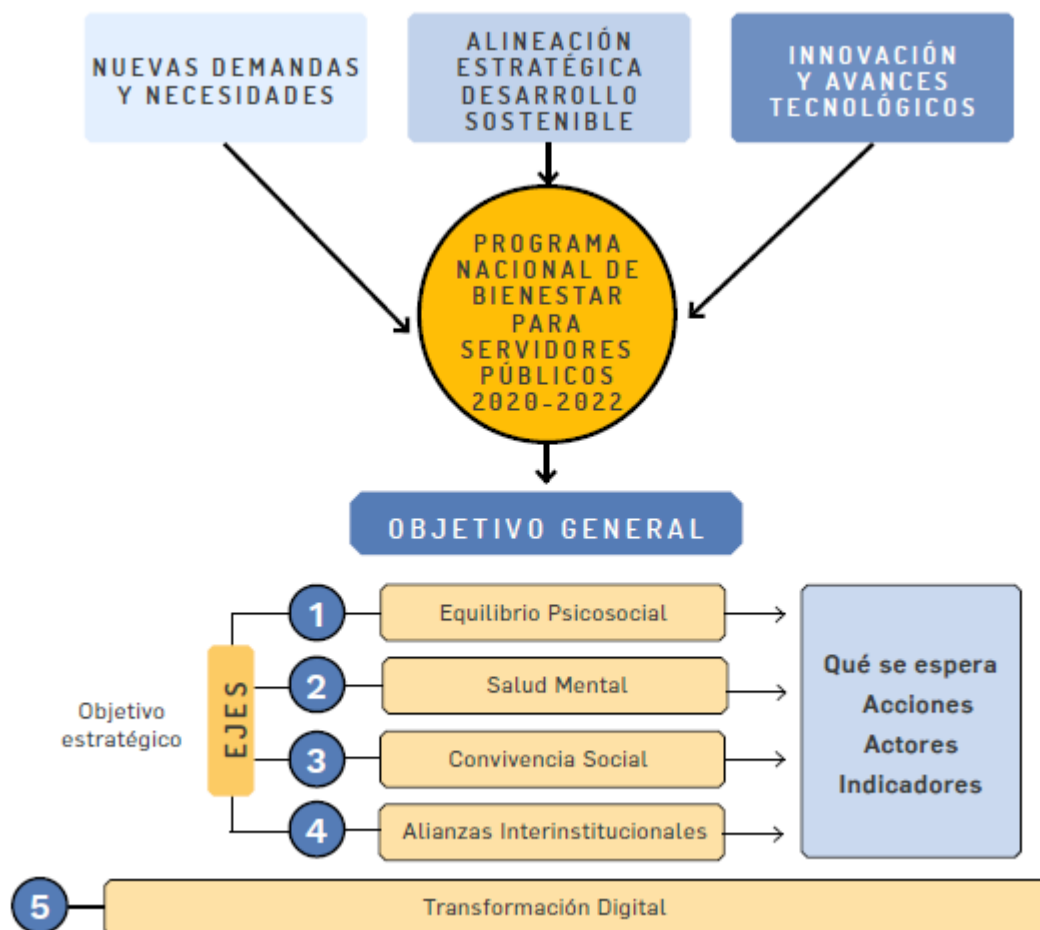 NUEVAS DEMANDAS
Y NECESIDADES
ALINEACIÓN
ESTRATÉGICA
DESARROLLO
SOSTENIBLE
INNOVACIÓN
Y AVANCES
TECNOLÓGICOS
PROGRAMA
NACIONAL DE
BIENESTAR
PARA
SERVIDORES
PÚBLICOS
2020-2022
OBJETIVO GENERAL
Objetivo
estratégico
EJES
1 Equilibrio Psicosocial
2 Salud Mental
3 Convivencia Social
4 Alianzas Interinstitucionales
Qué se espera
Acciones
Actores
Indicadores
5 Transformación Digital